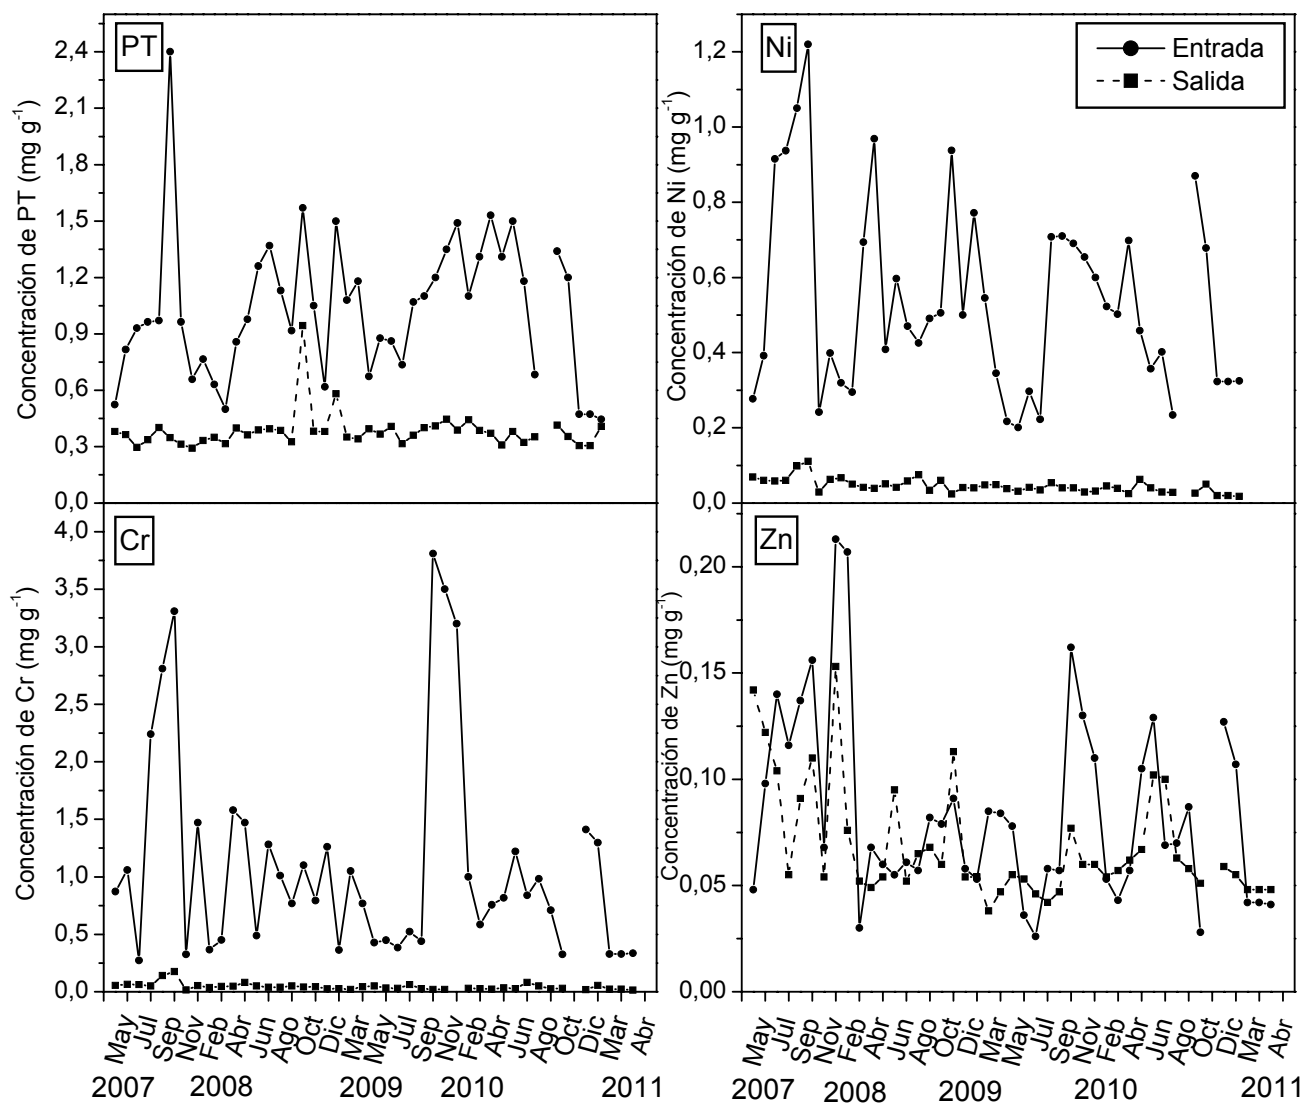 PT
Concentración de PT (mg g-1)
2,4
2,1
1,8
1,5
1,2
0,9
0,6
0,3
0,0
Ni
Concentración de Ni (mg g-1)
1,2
1,0
0,8
0,6
0,4
0,2
0,0
Entrada
Salida
Cr
Concentración de Cr (mg g-1)
4,0
3,5
3,0
2,5
2,0
1,5
1,0
0,5
0,0
May Jul Sep Nov Feb Abr Jun Ago Oct Dic Mar May Jul Sep Nov Feb Abr Jun Ago Oct Dic Mar Abr
2007 2008 2009 2010 2011
Zn
Concentración de Zn (mg g-1)
0,20
0,15
0,10
0,05
0,00
May Jul Sep Nov Feb Abr Jun Ago Oct Dic Mar May Jul Sep Nov Feb Abr Jun Ago Oct Dic Mar Abr
2007 2008 2009 2010 2011